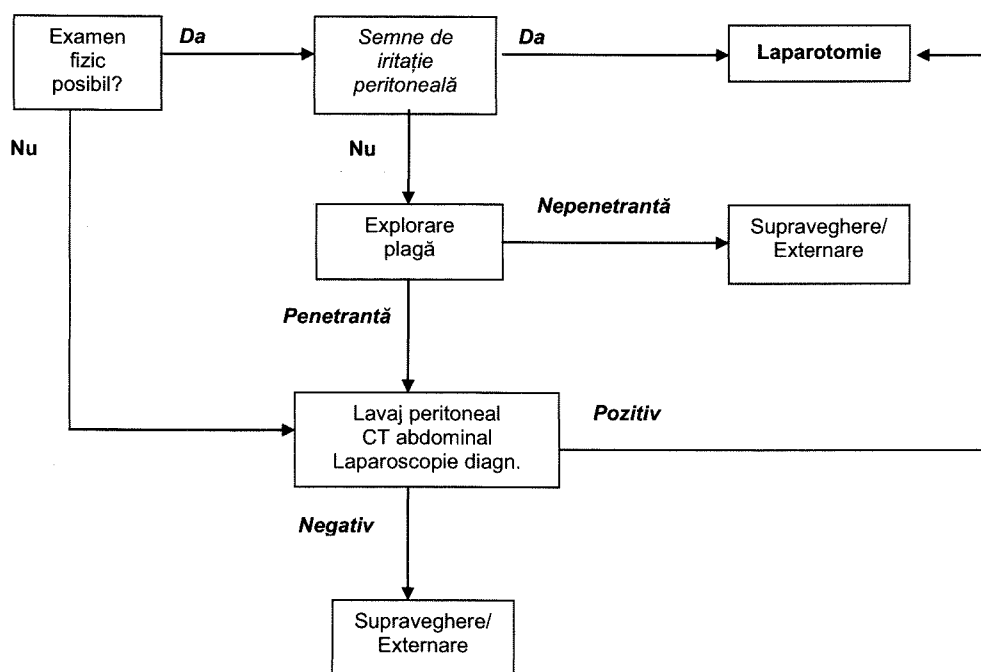 Examen
fizic
posibil?
Da
Semne de
iritație
peritoneală
Da
Laparotomie
Nu
Nu
Explorare
plagă
Nepenetrantă
Supraveghere/
Externare
Penetrantă
Lavaj peritoneal
CT abdominal
Laparoscopie diagn.
Pozitiv
Negativ
Supraveghere/
Externare